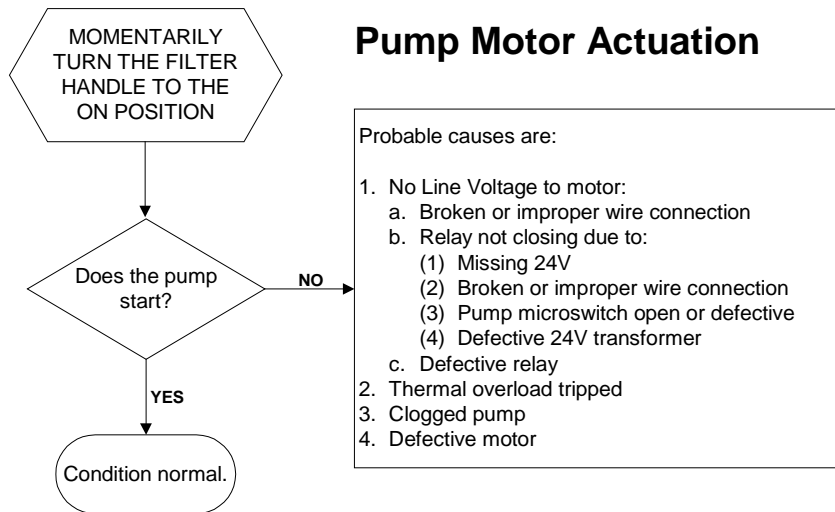 Pump Motor Actuation
MOMENTARILY
TURN THE FILTER
HANDLE TO THE
ON POSITION
Does the pump
start?
NO
YES
Condition normal.
Probable causes are:
1. No Line Voltage to motor:
a. Broken or improper wire connection
b. Relay not closing due to:
(1) Missing 24V
(2) Broken or improper wire connection
(3) Pump microswitch open or defective
(4) Defective 24V transformer
c. Defective relay
2. Thermal overload tripped
3. Clogged pump
4. Defective motor